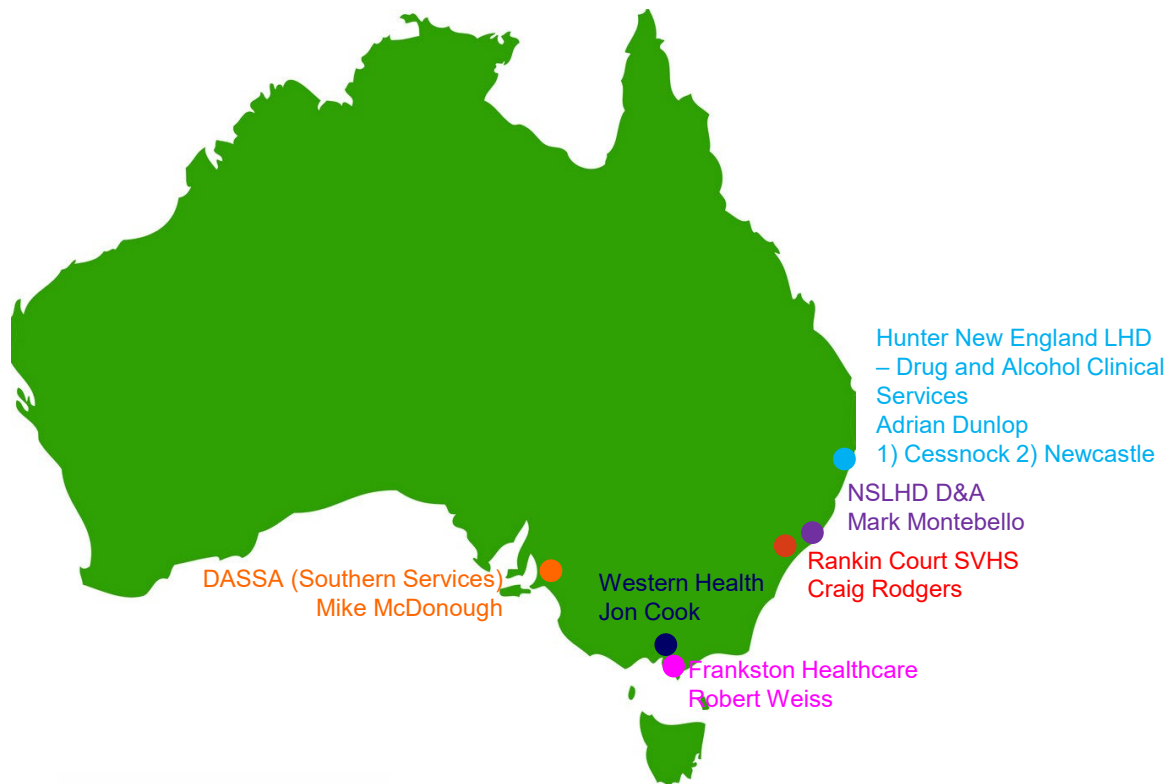 Hunter New England LHD
– Drug and Alcohol Clinical
Services
Adrian Dunlop
1) Cessnock 2) Newcastle
NSLHD D&A
Mark Montebello
Rankin Court SVHS
Craig Rodgers
DASSA (Southern Services)
Mike McDonough
Western Health
Jon Cook
Frankston Healthcare
Robert Weiss